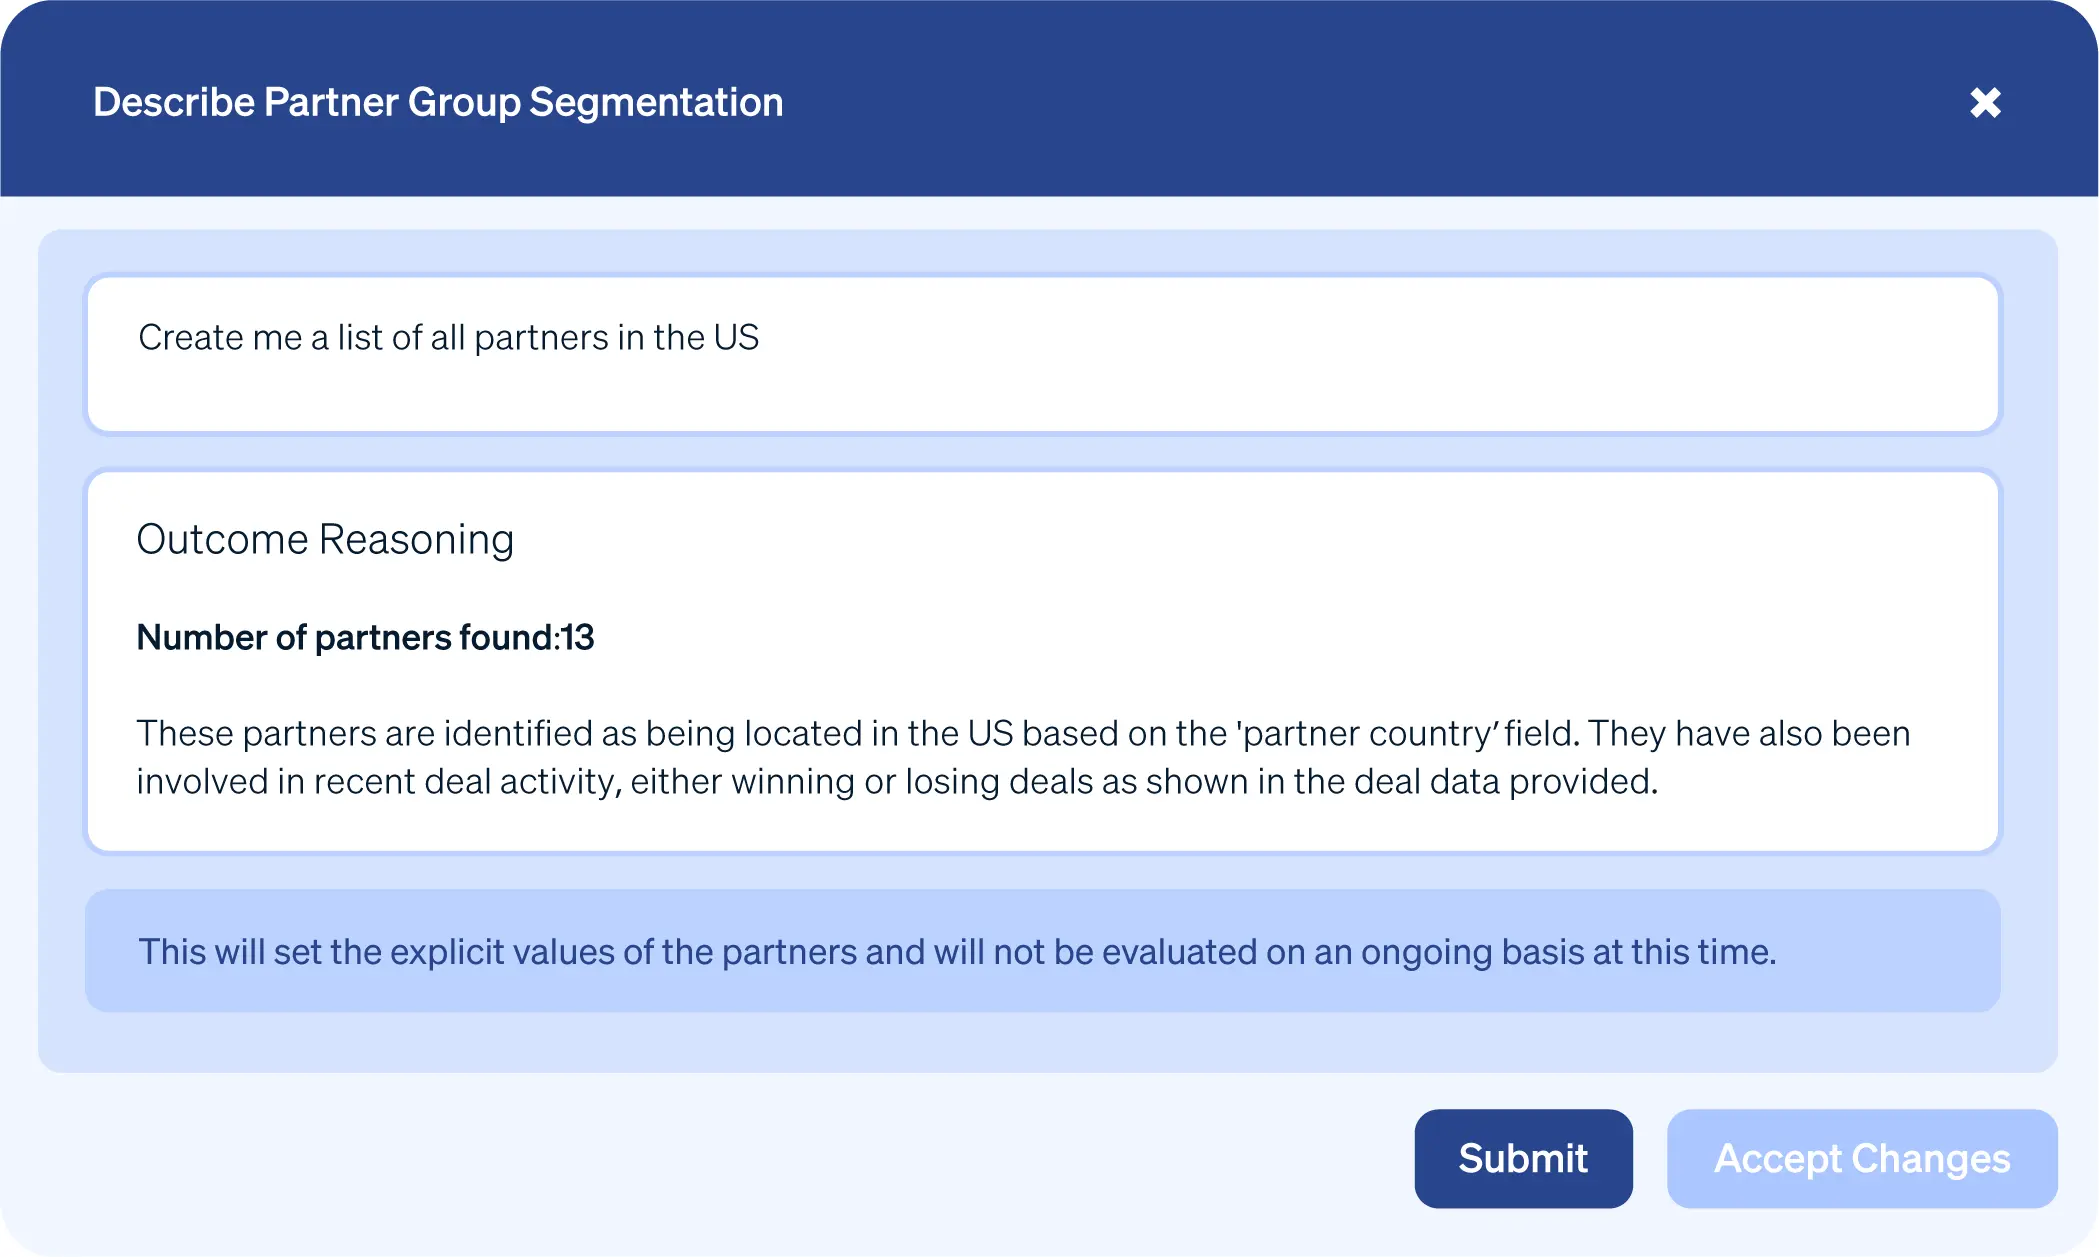 Describe Partner Group Segmentation
Create me a list of all partners in the US
Outcome Reasoning
Number of partners found:13
These partners are identified as being located in the US based on the 'partner country’ field. They have also been
involved in recent deal activity, either winning or losing deals as shown in the deal data provided.
This will set the explicit values of the partners and will not be evaluated on an ongoing basis at this time.
Submit
Accept Changes